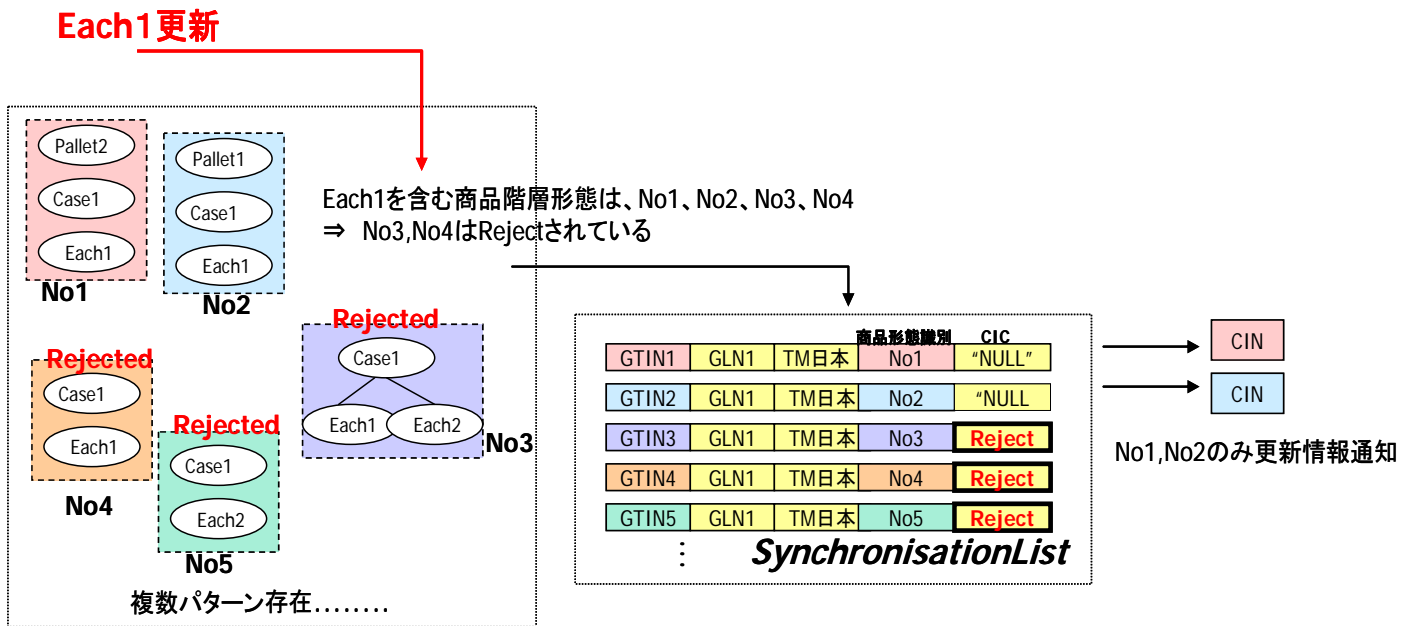 Each1更新
Pallet2
Case1
Each1
No1
Pallet1
Case1
Each1
No2
Each1を含む商品階層形態は、No1、No2、No3、No4
⇒ No3,No4はRejectされている
Rejected
Case1
Each1 Each2
No3
Rejected
Case1
Each1
No4
Rejected
Case1
Each2
No5
複数パターン存在........
商品形態識別 CIC
GTIN1 GLN1 TM日本 No1 “NULL”
GTIN2 GLN1 TM日本 No2 “NULL
GTIN3 GLN1 TM日本 No3 Reject
GTIN4 GLN1 TM日本 No4 Reject
GTIN5 GLN1 TM日本 No5 Reject
⋮
SynchronisationList
CIN
CIN
No1,No2のみ更新情報通知